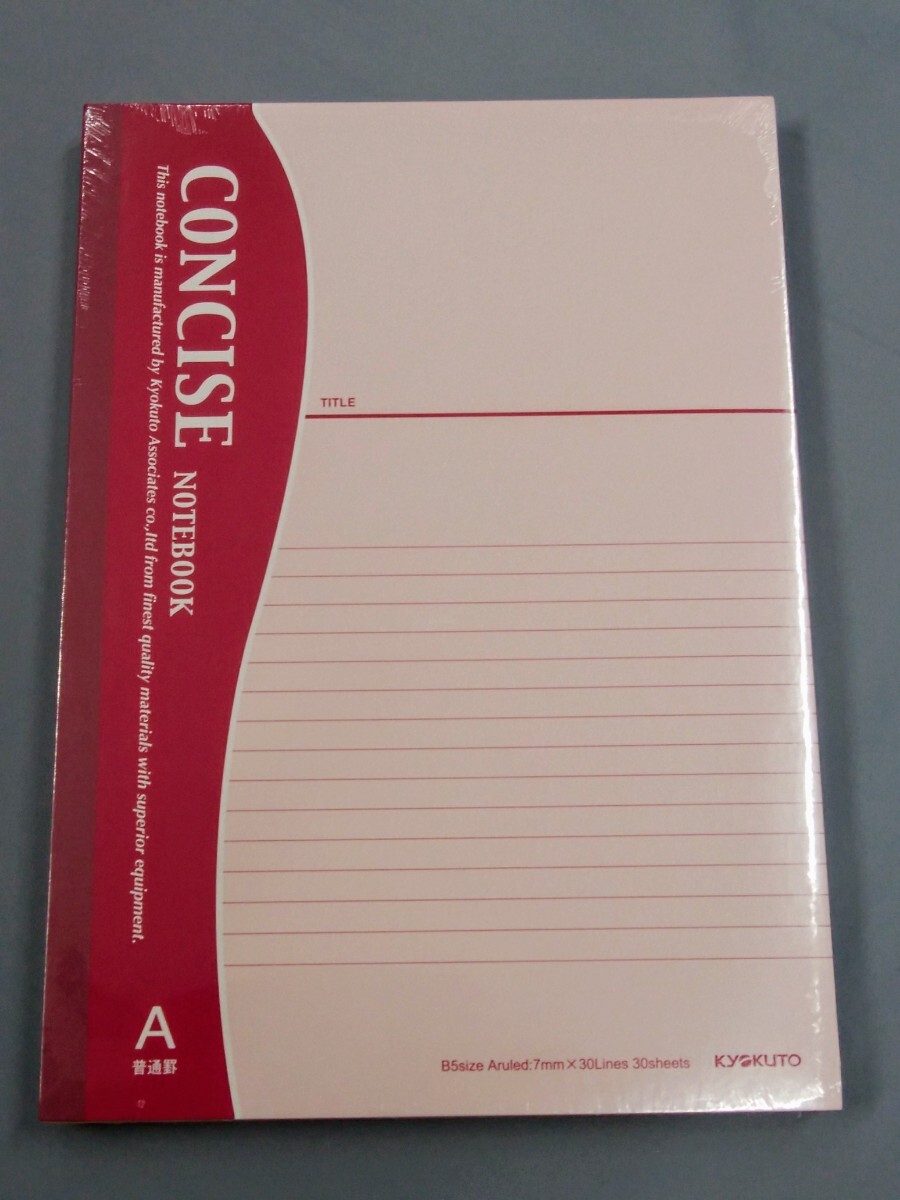 CONCISE NOTEBOOK
This notebook is manufactured by Kyokuto Associates co.,ltd from finest quality materials with superior equipment.
TITLE
A
普通罫
B5size Aruled:7mm×30Lines 30sheets
KYOKUTO